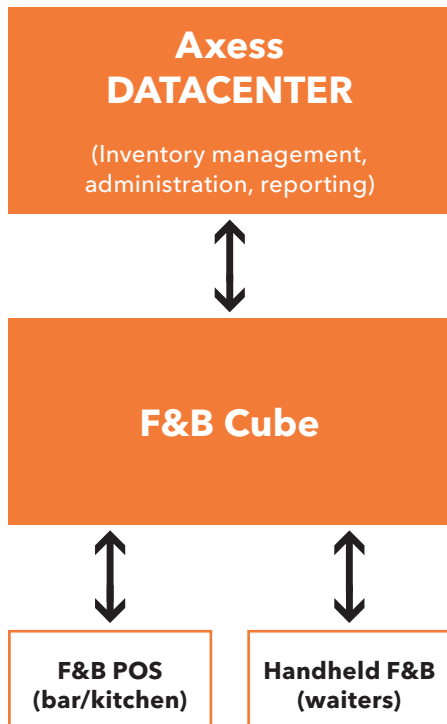 Axess
DATACENTER
(Inventory management,
administration, reporting)
F&B Cube
F&B POS
(bar/kitchen)
Handheld F&B
(waiters)